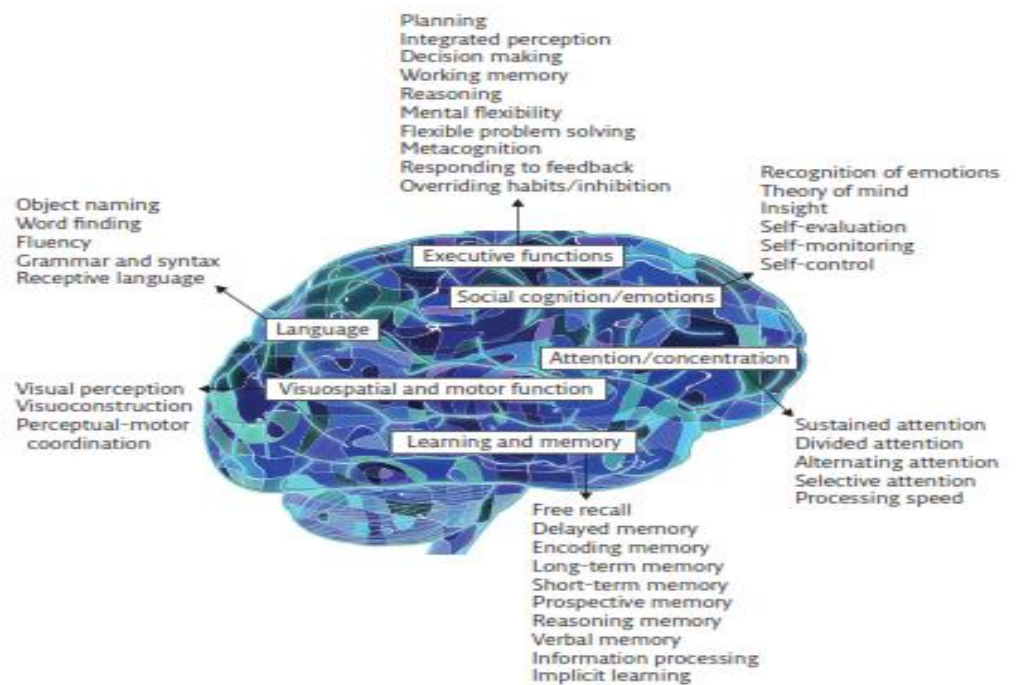 Planning
Integrated perception
Decision making
Working memory
Reasoning
Mental flexibility
Flexible problem solving
Metacognition
Responding to feedback
Overriding habits/inhibition
Recognition of emotions
Theory of mind
Insight
Self-evaluation
Self-monitoring
Self-control
Object naming
Word finding
Fluency
Grammar and syntax
Receptive language
Executive functions
Social cognition/emotions
Language
Attention/concentration
Visuospatial and motor function
Learning and memory
Visual perception
Visuoconstruction
Perceptual-motor
coordination
Sustained attention
Divided attention
Alternating attention
Selective attention
Processing speed
Free recall
Delayed memory
Encoding memory
Long-term memory
Short-term memory
Prospective memory
Reasoning memory
Verbal memory
Information processing
Implicit learning